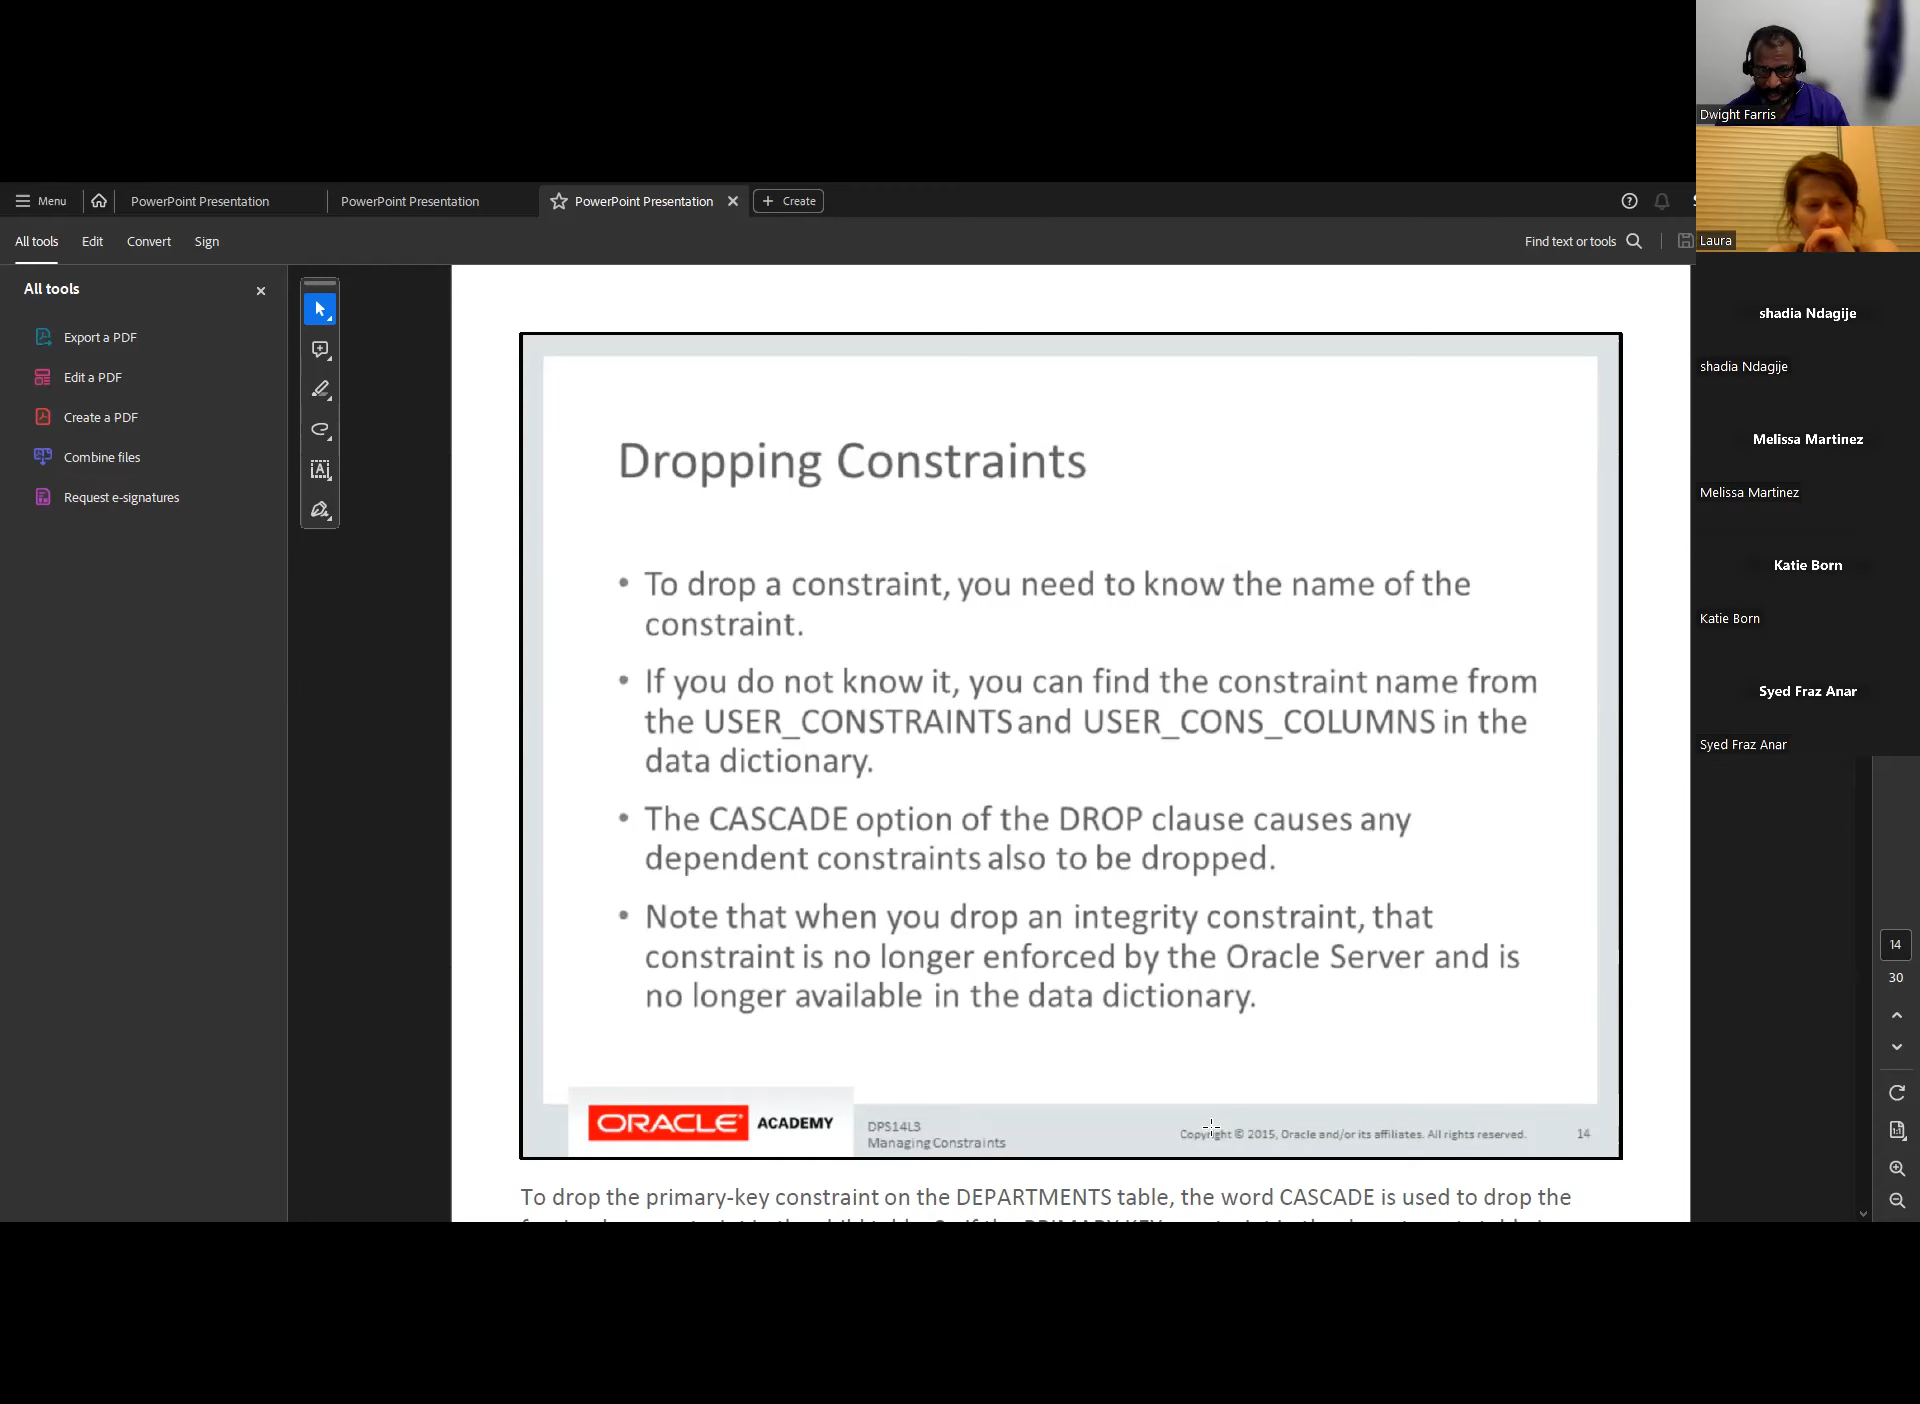 Dwight Farris
Menu
PowerPoint Presentation
PowerPoint Presentation
PowerPoint Presentation
Create
All tools
Edit
Convert
Sign
Find text or tools
Laura
All tools
Export a PDF
Edit a PDF
Create a PDF
Combine files
Request e-signatures
Dropping Constraints
• To drop a constraint, you need to know the name of the
constraint.
• If you do not know it, you can find the constraint name from
the USER_CONSTRAINTS and USER_CONS_COLUMNS in the
data dictionary.
• The CASCADE option of the DROP clause causes any
dependent constraints also to be dropped.
• Note that when you drop an integrity constraint, that
constraint is no longer enforced by the Oracle Server and is
no longer available in the data dictionary.
ORACLE ACADEMY
DPS14L3
Managing Constraints
Copyright © 2015, Oracle and/or its affiliates. All rights reserved.
14
To drop the primary-key constraint on the DEPARTMENTS table, the word CASCADE is used to drop the
shadia Ndagije
shadia Ndagije
Melissa Martinez
Melissa Martinez
Katie Born
Katie Born
Syed Fraz Anar
Syed Fraz Anar
14
30